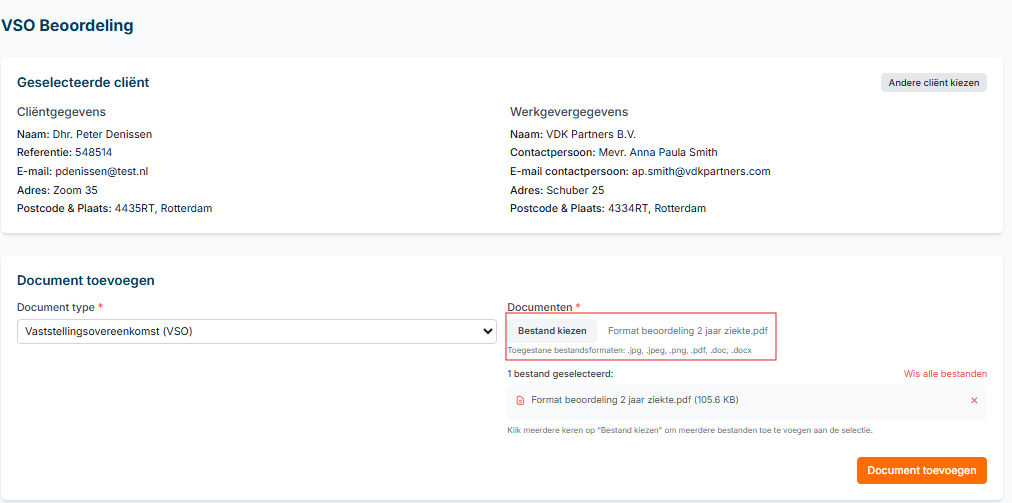 VSO Beoordeling
Geselecteerde cliënt
Andere cliënt kiezen
Cliëntgegevens
Naam: Dhr. Peter Denissen
Referentie: 548514
E-mail: pdenissen@test.nl
Adres: Zoom 35
Postcode & Plaats: 4435RT, Rotterdam
Werkgevergegevens
Naam: VDK Partners B.V.
Contactpersoon: Mevr. Anna Paula Smith
E-mail contactpersoon: ap.smith@vdkpartners.com
Adres: Schuber 25
Postcode & Plaats: 4334RT, Rotterdam
Document toevoegen
Document type *
Vaststellingsovereenkomst (VSO)
Documenten *
Bestand kiezen Format beoordeling 2 jaar ziekte.pdf
Toegestane bestandsformaten: .jpg, .jpeg, .png, .pdf, .doc, .docx
1 bestand geselecteerd: Wis alle bestanden
Format beoordeling 2 jaar ziekte.pdf (105.6 KB)
Klik meerdere keren op "Bestand kiezen" om meerdere bestanden toe te voegen aan de selectie.
Document toevoegen